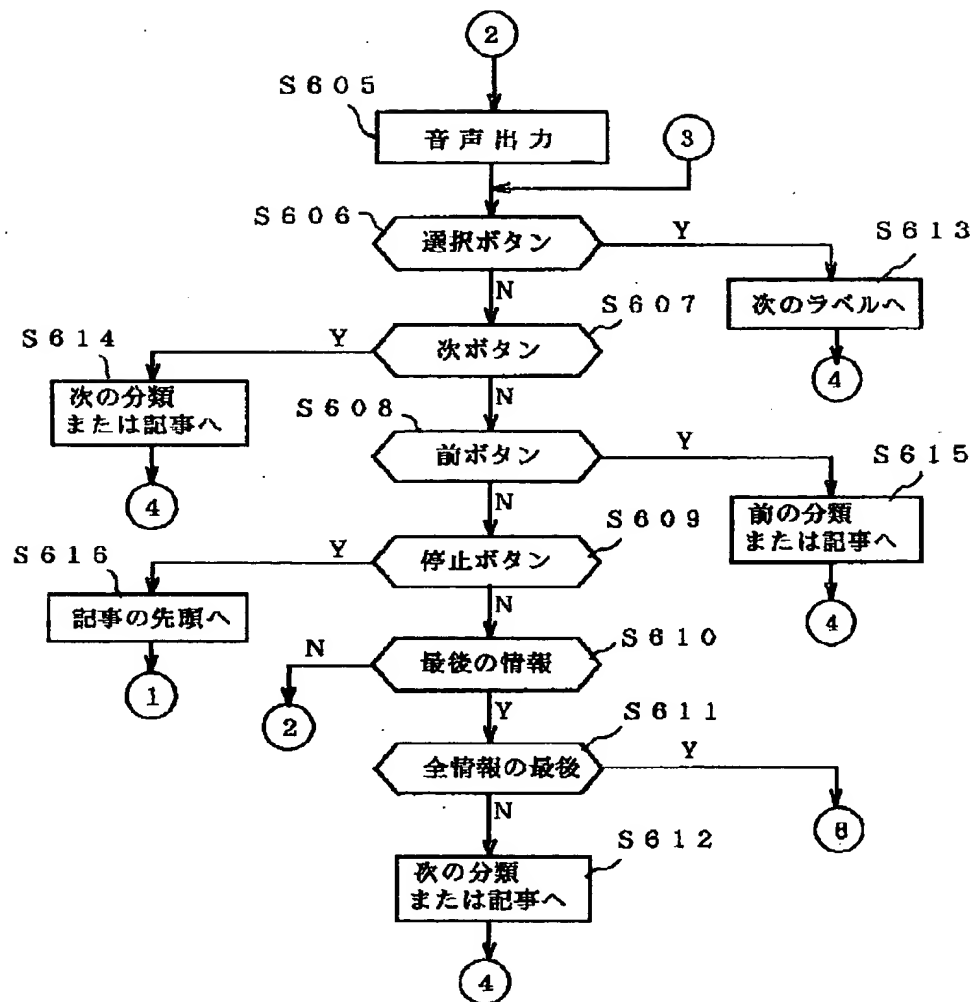 2
S605
音声出力
3
S606
選択ボタン
Y
S613
次のラベルへ
4
N
S607
次ボタン
Y
S614
次の分類
または記事へ
4
N
S608
前ボタン
Y
S615
前の分類
または記事へ
4
N
S609
停止ボタン
Y
S616
記事の先頭へ
1
N
S610
最後の情報
N
2
Y
S611
全情報の最後
Y
N
S612
次の分類
または記事へ
4